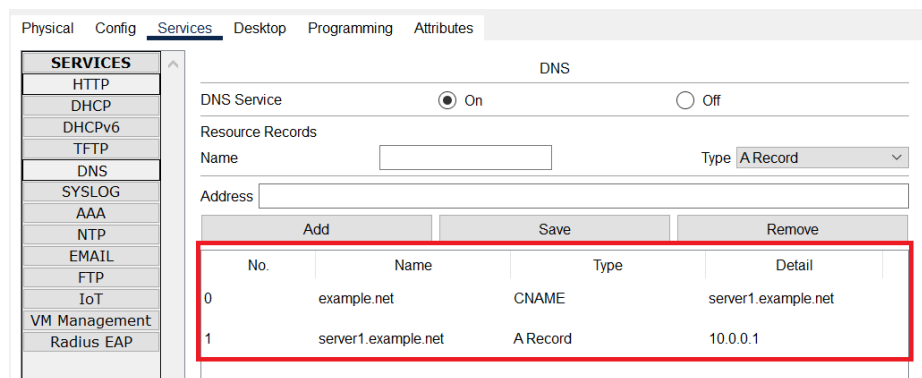 Physical Config Services Desktop Programming Attributes
SERVICES
HTTP
DHCP
DHCPv6
TFTP
DNS
SYSLOG
AAA
NTP
EMAIL
FTP
IoT
VM Management
Radius EAP
DNS
DNS Service On Off
Resource Records
Name Type A Record
Address
Add Save Remove
No. Name Type Detail
0 example.net CNAME server1.example.net
1 server1.example.net A Record 10.0.0.1